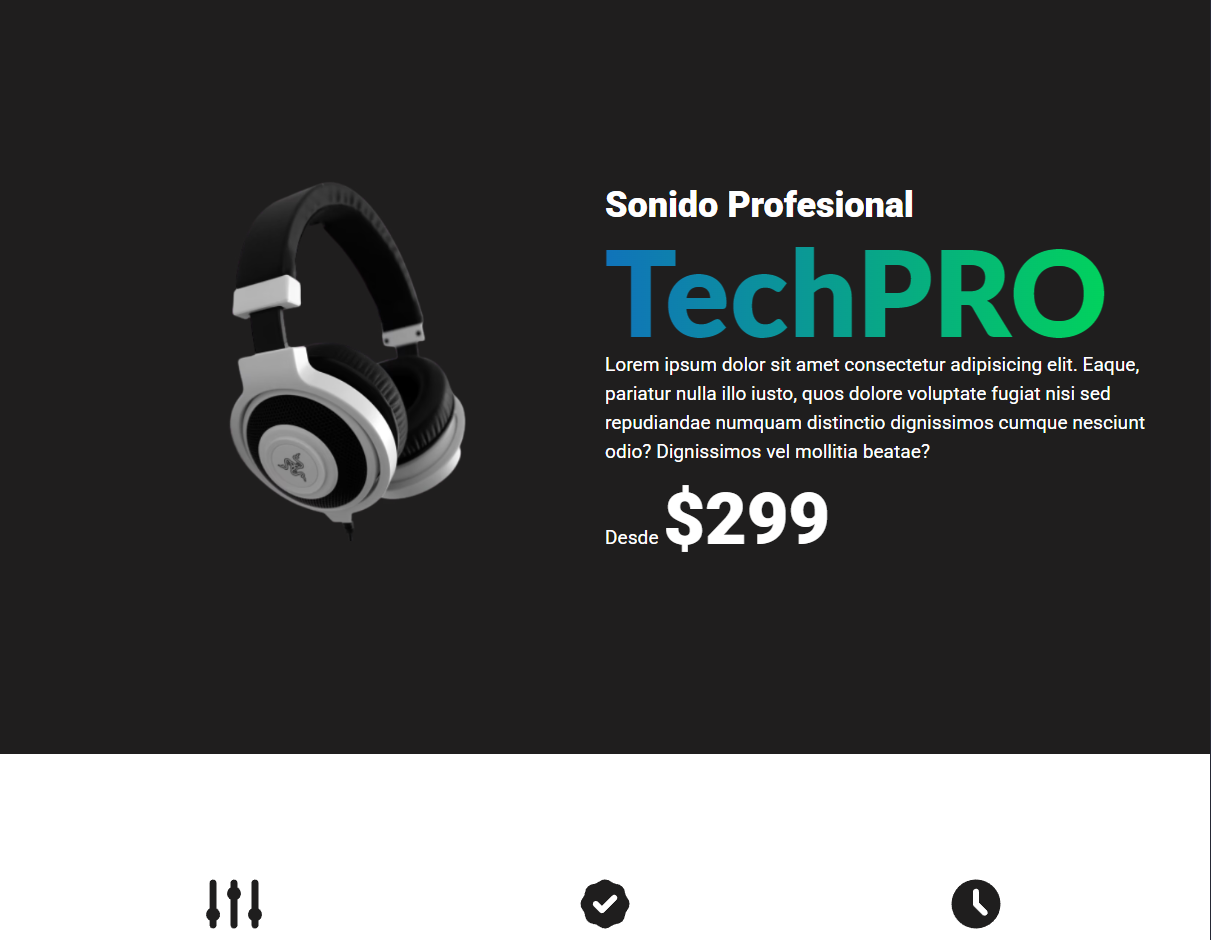 Sonido Profesional
TechPRO
Lorem ipsum dolor sit amet consectetur adipisicing elit. Eaque,
pariatur nulla illo iusto, quos dolore voluptate fugiat nisi sed
repudiandae numquam distinctio dignissimos cumque nesciunt
odio? Dignissimos vel mollitia beatae?
Desde $299